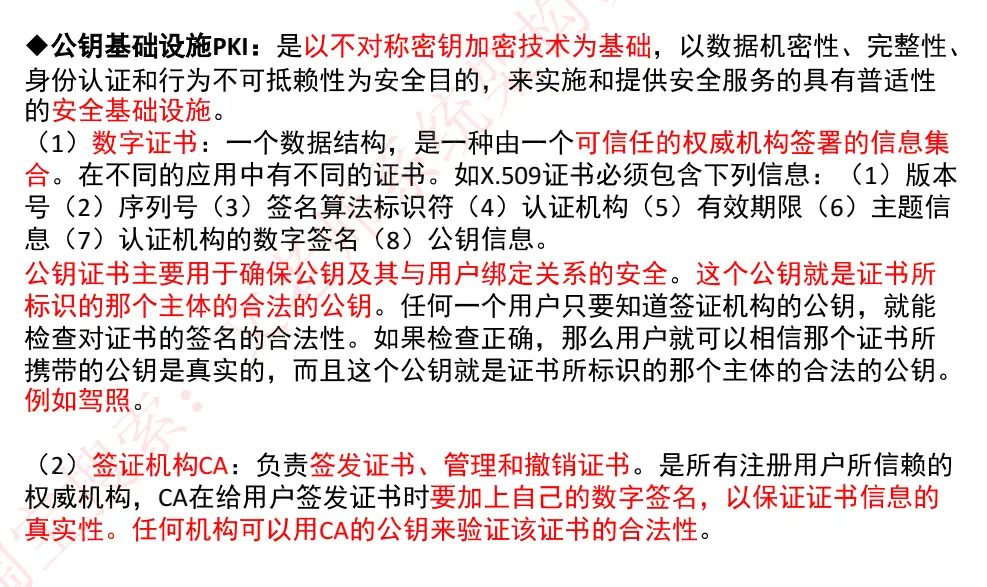 ◆公钥基础设施PKI：是以不对称密钥加密技术为基础，以数据机密性、完整性、
身份认证和行为不可抵赖性为安全目的，来实施和提供安全服务的具有普适性
的安全基础设施。
（1）数字证书：一个数据结构，是一种由一个可信任的权威机构签署的信息集
合。在不同的应用中有不同的证书。如X.509证书必须包含下列信息：（1）版本
号（2）序列号（3）签名算法标识符（4）认证机构（5）有效期限（6）主题信
息（7）认证机构的数字签名（8）公钥信息。
公钥证书主要用于确保公钥及其与用户绑定关系的安全。这个公钥就是证书所
标识的那个主体的合法的公钥。任何一个用户只要知道签证机构的公钥，就能
检查对证书的签名的合法性。如果检查正确，那么用户就可以相信那个证书所
携带的公钥是真实的，而且这个公钥就是证书所标识的那个主体的合法的公钥。
例如驾照。
（2）签证机构CA：负责签发证书、管理和撤销证书。是所有注册用户所信赖的
权威机构，CA在给用户签发证书时要加上自己的数字签名，以保证证书信息的
真实性。任何机构可以用CA的公钥来验证该证书的合法性。